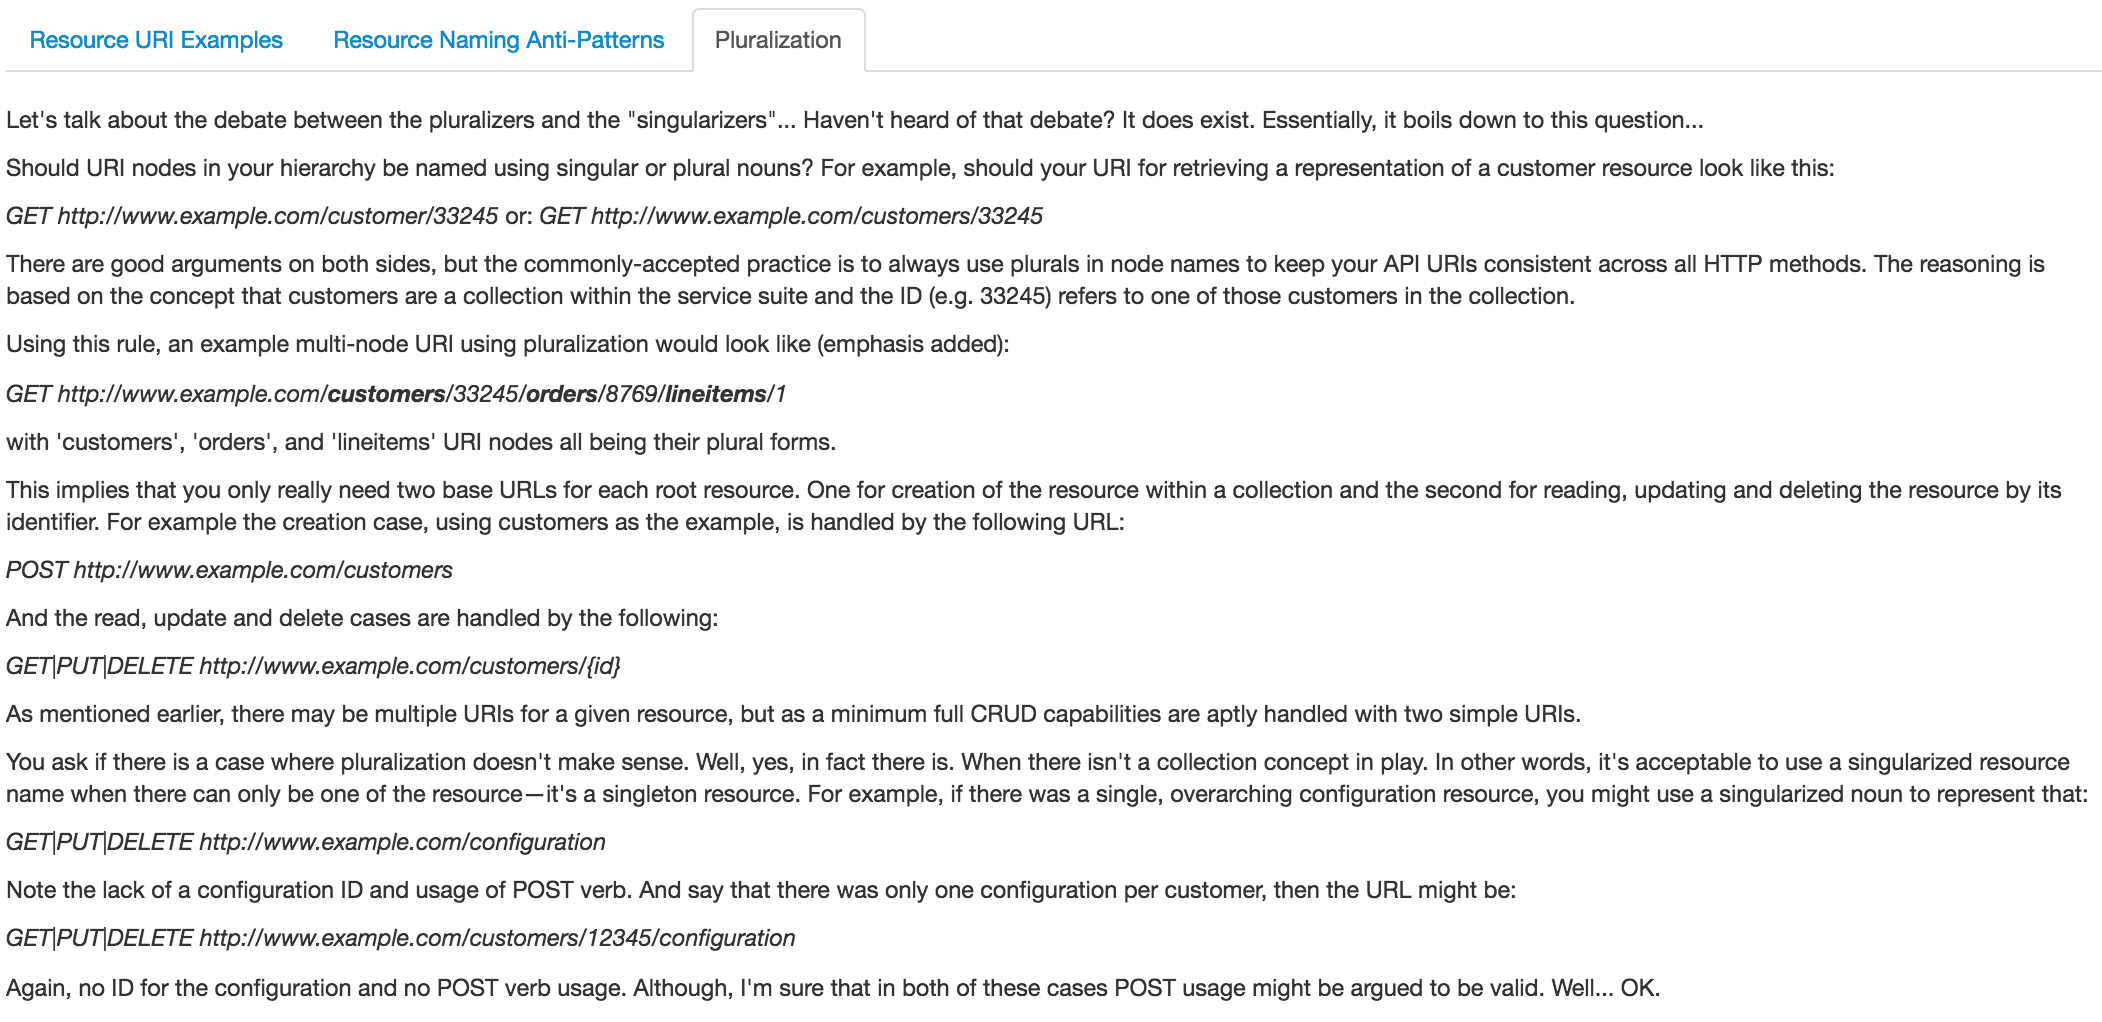 Resource URI Examples Resource Naming Anti-Patterns Pluralization
Let's talk about the debate between the pluralizers and the "singularizers"... Haven't heard of that debate? It does exist. Essentially, it boils down to this question...
Should URI nodes in your hierarchy be named using singular or plural nouns? For example, should your URI for retrieving a representation of a customer resource look like this:
GET http://www.example.com/customer/33245 or: GET http://www.example.com/customers/33245
There are good arguments on both sides, but the commonly-accepted practice is to always use plurals in node names to keep your API URIs consistent across all HTTP methods. The reasoning is
based on the concept that customers are a collection within the service suite and the ID (e.g. 33245) refers to one of those customers in the collection.
Using this rule, an example multi-node URI using pluralization would look like (emphasis added):
GET http://www.example.com/customers/33245/orders/8769/lineitems/1
with 'customers', 'orders', and 'lineitems' URI nodes all being their plural forms.
This implies that you only really need two base URLs for each root resource. One for creation of the resource within a collection and the second for reading, updating and deleting the resource by its
identifier. For example the creation case, using customers as the example, is handled by the following URL:
POST http://www.example.com/customers
And the read, update and delete cases are handled by the following:
GET|PUT|DELETE http://www.example.com/customers/{id}
As mentioned earlier, there may be multiple URIs for a given resource, but as a minimum full CRUD capabilities are aptly handled with two simple URIs.
You ask if there is a case where pluralization doesn't make sense. Well, yes, in fact there is. When there isn't a collection concept in play. In other words, it's acceptable to use a singularized resource
name when there can only be one of the resource—it's a singleton resource. For example, if there was a single, overarching configuration resource, you might use a singularized noun to represent that:
GET|PUT|DELETE http://www.example.com/configuration
Note the lack of a configuration ID and usage of POST verb. And say that there was only one configuration per customer, then the URL might be:
GET|PUT|DELETE http://www.example.com/customers/12345/configuration
Again, no ID for the configuration and no POST verb usage. Although, I'm sure that in both of these cases POST usage might be argued to be valid. Well... OK.